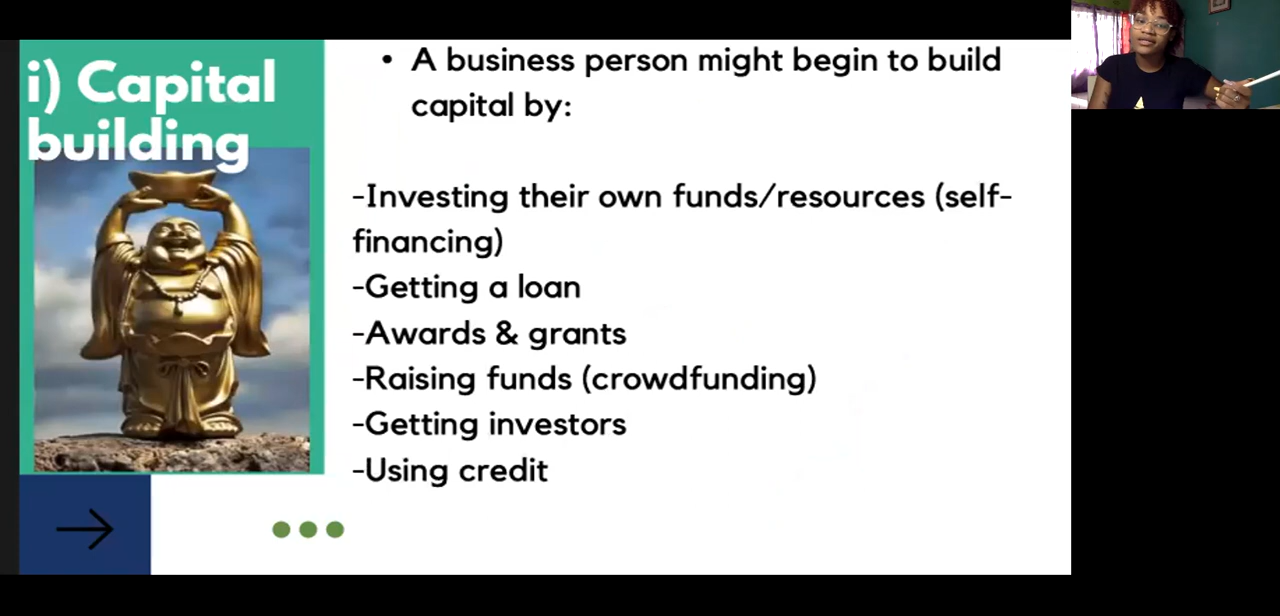 i) Capital
building
• A business person might begin to build
capital by:
-Investing their own funds/resources (self-
financing)
-Getting a loan
-Awards & grants
-Raising funds (crowdfunding)
-Getting investors
-Using credit